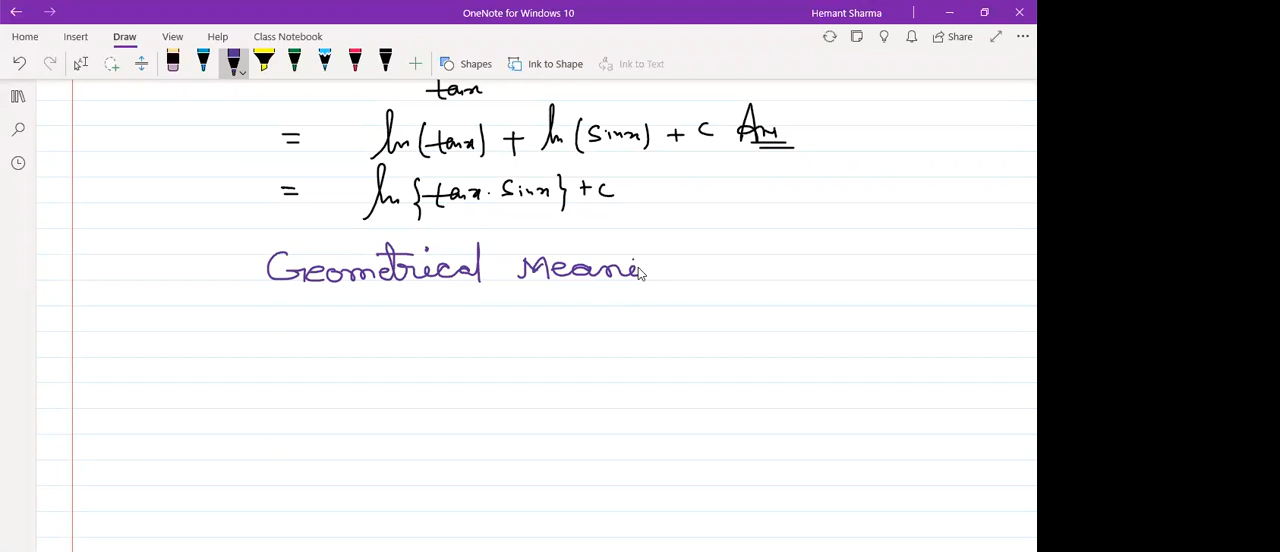 OneNote for Windows 10
Hemant Sharma
Home Insert Draw View Help Class Notebook
Share
Shapes Ink to Shape Ink to Text
tanx
= ln(tanx) + ln(sinx) + c Ans
= ln{tanx · sinx} + c
Geometrical Meani